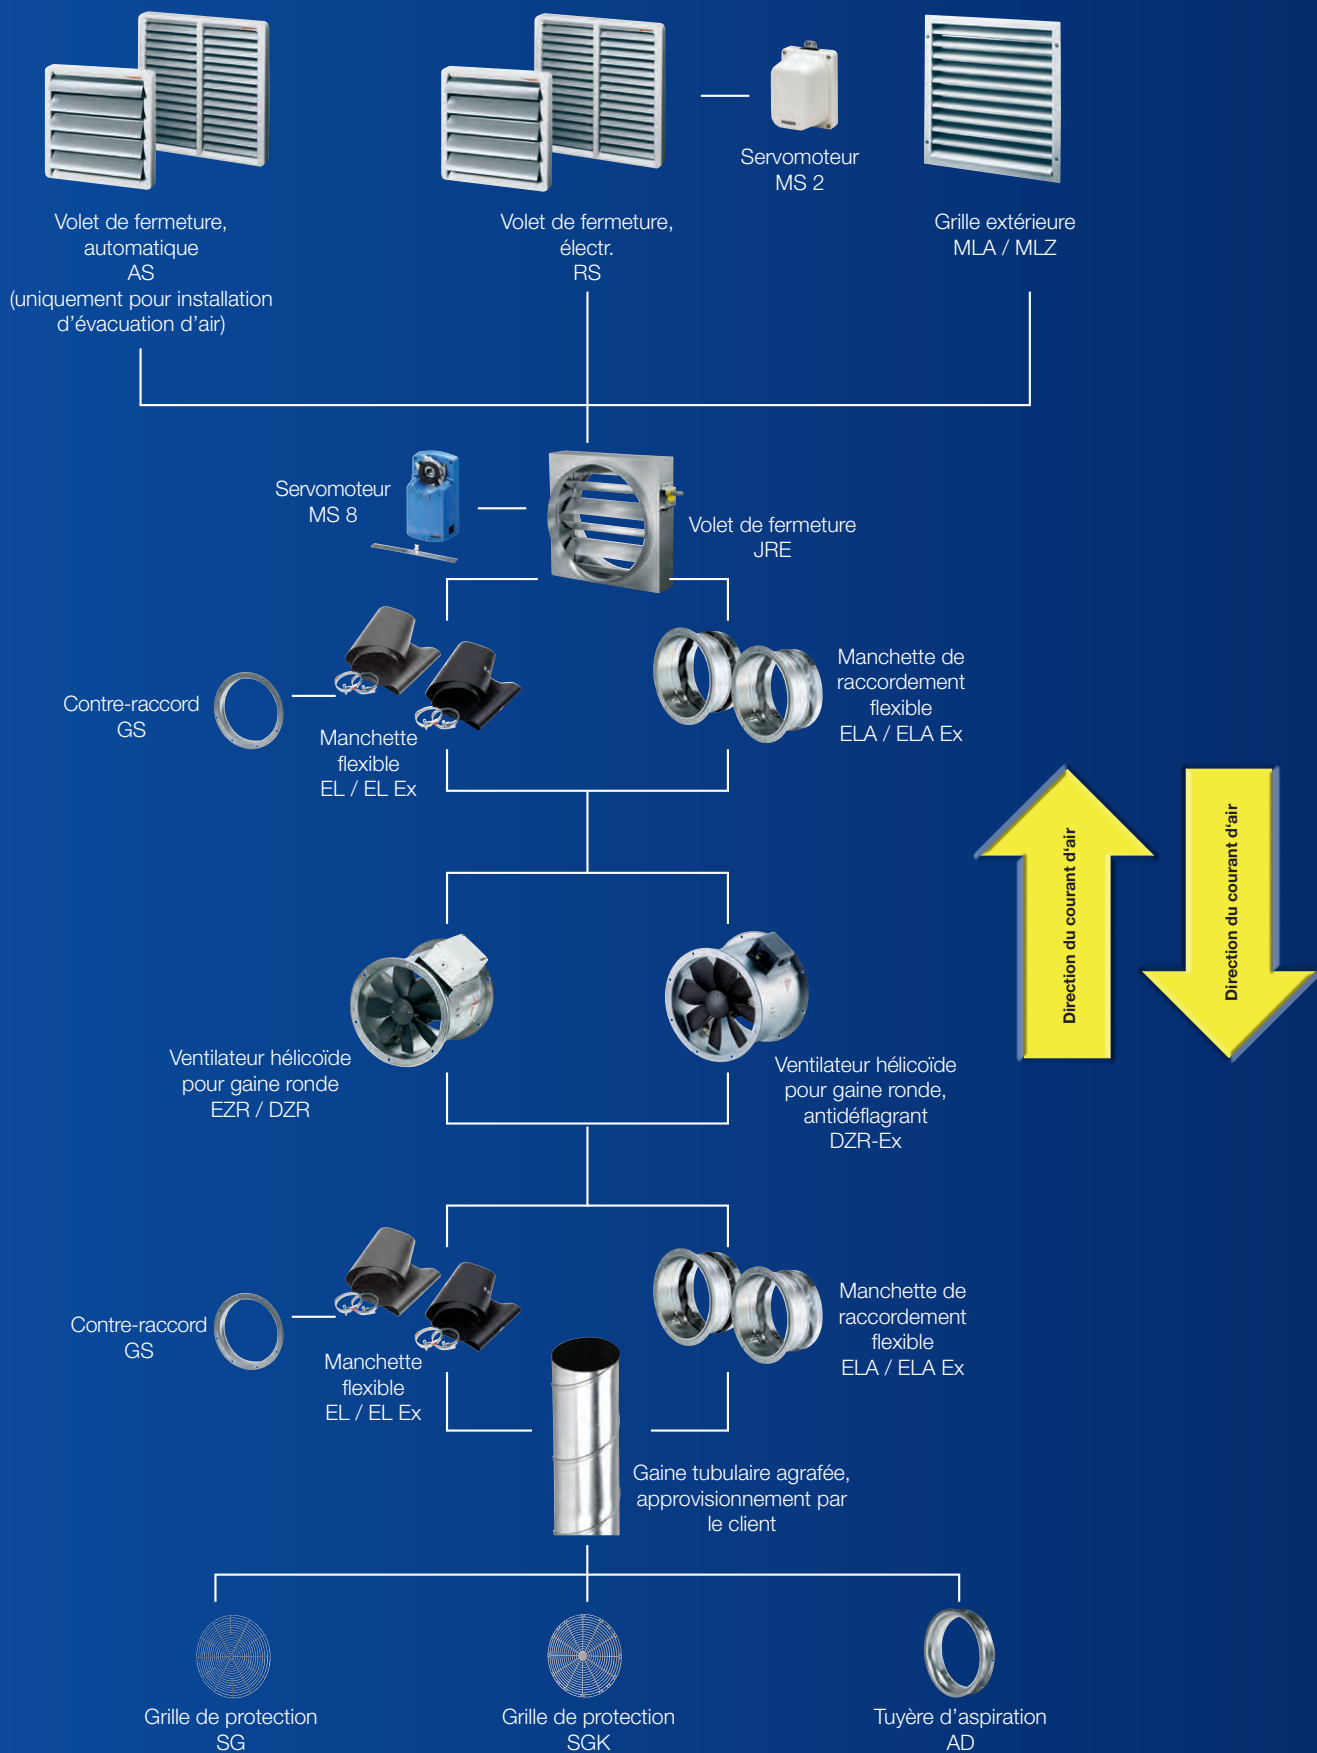 Servomoteur
MS 2
Volet de fermeture,
automatique
AS
(uniquement pour installation
d'évacuation d'air)
Volet de fermeture,
électr.
RS
Grille extérieure
MLA / MLZ
Servomoteur
MS 8
Volet de fermeture
JRE
Contre-raccord
GS
Manchette
flexible
EL / EL Ex
Manchette de
raccordement
flexible
ELA / ELA Ex
Direction du courant d'air
Direction du courant d'air
Ventilateur hélicoïde
pour gaine ronde
EZR / DZR
Ventilateur hélicoïde
pour gaine ronde,
antidéflagrant
DZR-Ex
Contre-raccord
GS
Manchette
flexible
EL / EL Ex
Manchette de
raccordement
flexible
ELA / ELA Ex
Gaine tubulaire agrafée,
approvisionnement par
le client
Grille de protection
SG
Grille de protection
SGK
Tuyère d'aspiration
AD